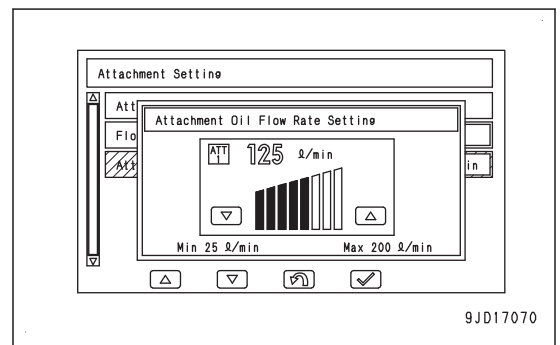 Attachment Setting
Att
Attachment Oil Flow Rate Setting
Flo
ATT 1 125 ℓ/min
Att
in
Min 25 ℓ/min Max 200 ℓ/min
9JD17070